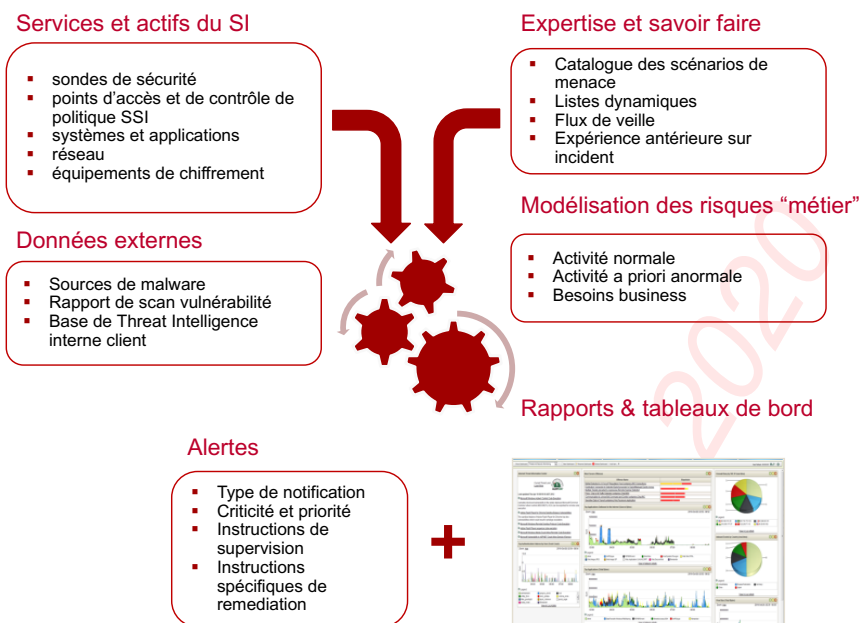 Services et actifs du SI
▪ sondes de sécurité
▪ points d'accès et de contrôle de
politique SSI
▪ systèmes et applications
▪ réseau
▪ équipements de chiffrement
Données externes
▪ Sources de malware
▪ Rapport de scan vulnérabilité
▪ Base de Threat Intelligence
interne client
Expertise et savoir faire
▪ Catalogue des scénarios de
menace
▪ Listes dynamiques
▪ Flux de veille
▪ Expérience antérieure sur
incident
Modélisation des risques “métier”
▪ Activité normale
▪ Activité a priori anormale
▪ Besoins business
2020
Alertes
▪ Type de notification
▪ Criticité et priorité
▪ Instructions de
supervision
▪ Instructions
spécifiques de
remediation
Rapports & tableaux de bord